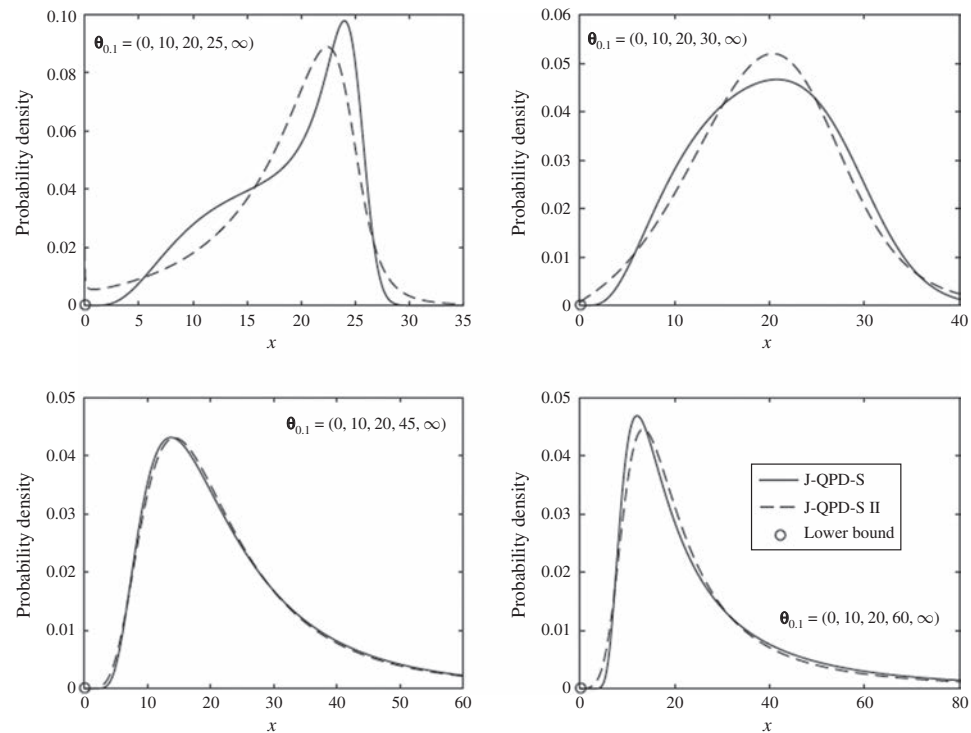 θ0.1 = (0, 10, 20, 25, ∞)
Probability density
0.10
0.08
0.06
0.04
0.02
0
0 5 10 15 20 25 30 35
x
θ0.1 = (0, 10, 20, 30, ∞)
Probability density
0.06
0.05
0.04
0.03
0.02
0.01
0
0 10 20 30 40
x
θ0.1 = (0, 10, 20, 45, ∞)
Probability density
0.05
0.04
0.03
0.02
0.01
0
0 10 20 30 40 50 60
x
Probability density
0.05
0.04
0.03
0.02
0.01
0
J-QPD-S
J-QPD-S II
Lower bound
θ0.1 = (0, 10, 20, 60, ∞)
0 20 40 60 80
x